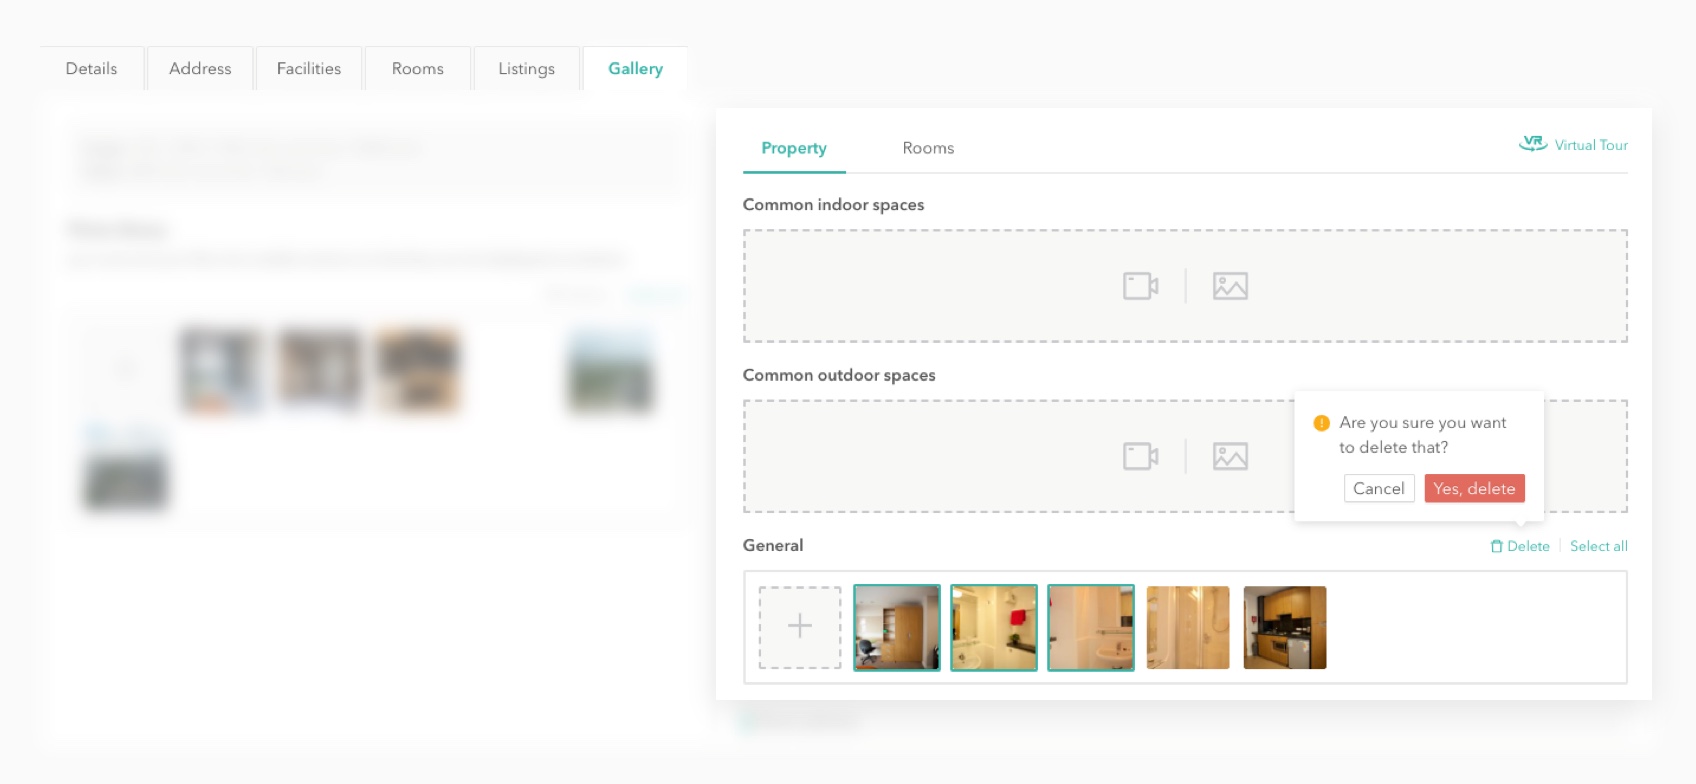 Details
Address
Facilities
Rooms
Listings
Gallery
Property
Rooms
VR Virtual Tour
Common indoor spaces
Common outdoor spaces
Are you sure you want
to delete that?
Cancel
Yes, delete
General
Delete
Select all